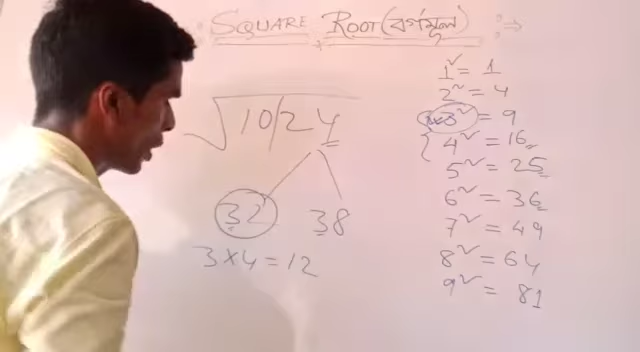 : SQUARE ROOT (বর্গমূল) : ⇒
√10/24
32 38
3×4=12
1² = 1
2² = 4
3² = 9
4² = 16
5² = 25
6² = 36
7² = 49
8² = 64
9² = 81